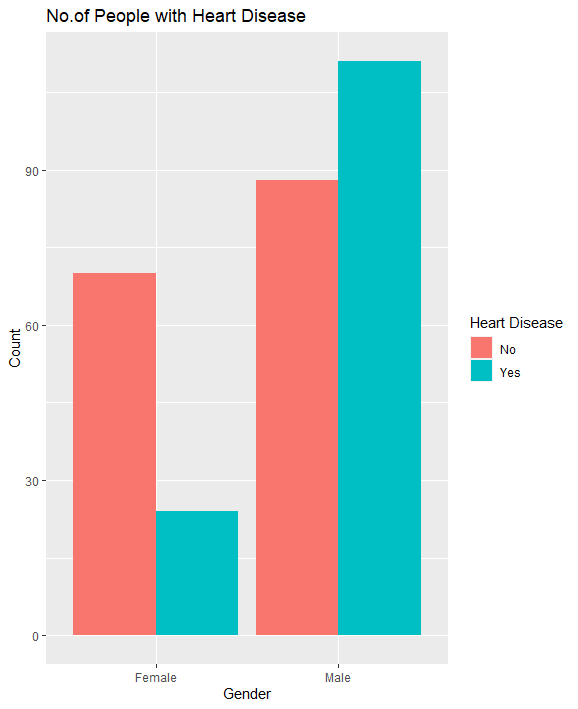 No.of People with Heart Disease
Count
90
60
30
0
Female
Male
Gender
Heart Disease
No
Yes